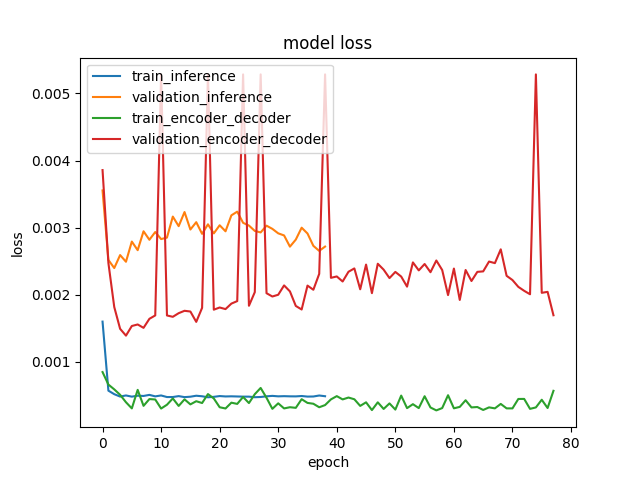 model loss
train_inference
validation_inference
train_encoder_decoder
validation_encoder_decoder
loss
0.005
0.004
0.003
0.002
0.001
0 10 20 30 40 50 60 70 80
epoch